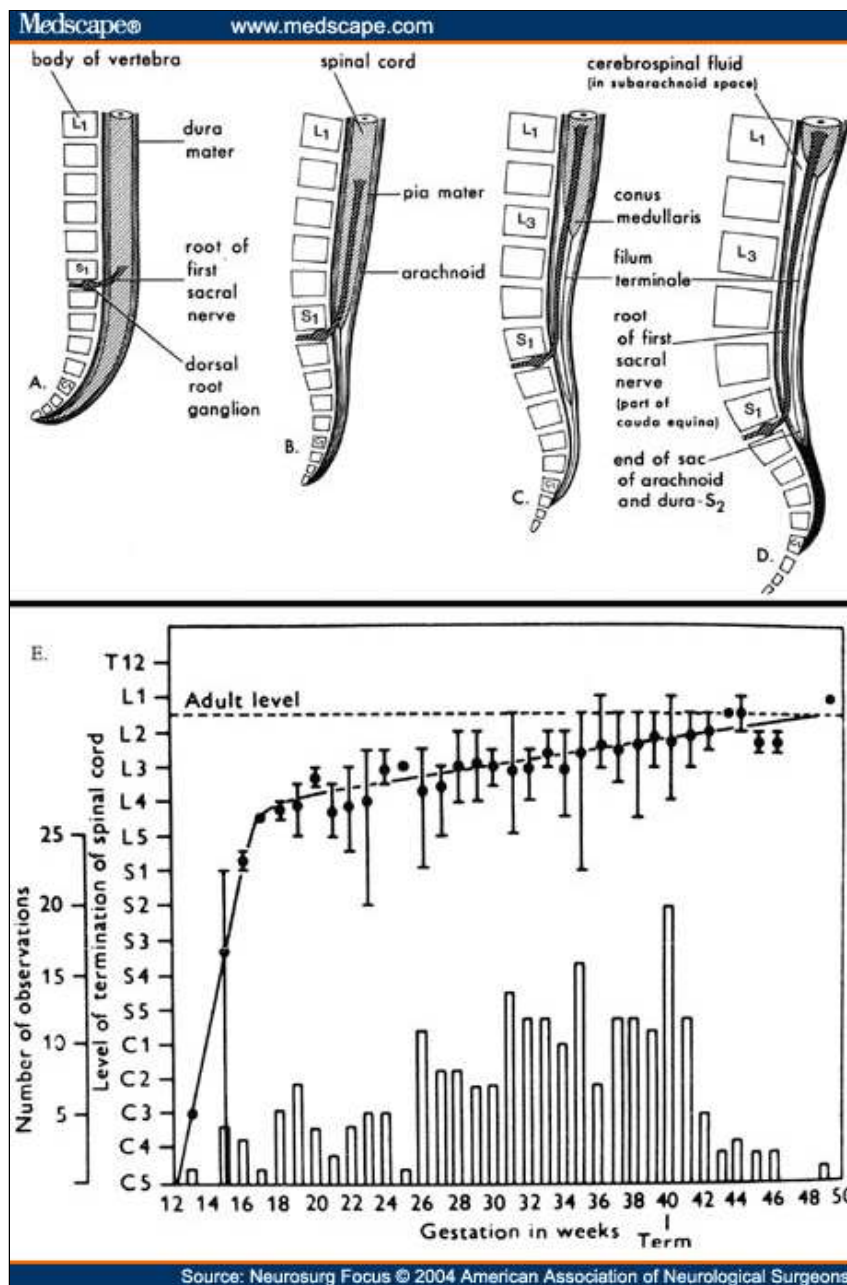 Medscape® www.medscape.com
body of vertebra
spinal cord
cerebrospinal fluid
(in subarachnoid space)
L1
dura
mater
root of
first
sacral
nerve
dorsal
root
ganglion
S1
A.
L1
pia mater
arachnoid
S1
B.
L1
L3
conus
medullaris
filum
terminale
root
of first
sacral
nerve
(part of
cauda equina)
end of sac
of arachnoid
and dura-S2
S1
C.
L1
L3
S1
D.
E.
Number of observations
25
20
15
10
5
Level of termination of spinal cord
T12
L1
L2
L3
L4
L5
S1
S2
S3
S4
S5
C1
C2
C3
C4
C5
Adult level
12 14 16 18 20 22 24 26 28 30 32 34 36 38 40 42 44 46 48 50
Gestation in weeks
Term
Source: Neurosurg Focus © 2004 American Association of Neurological Surgeons